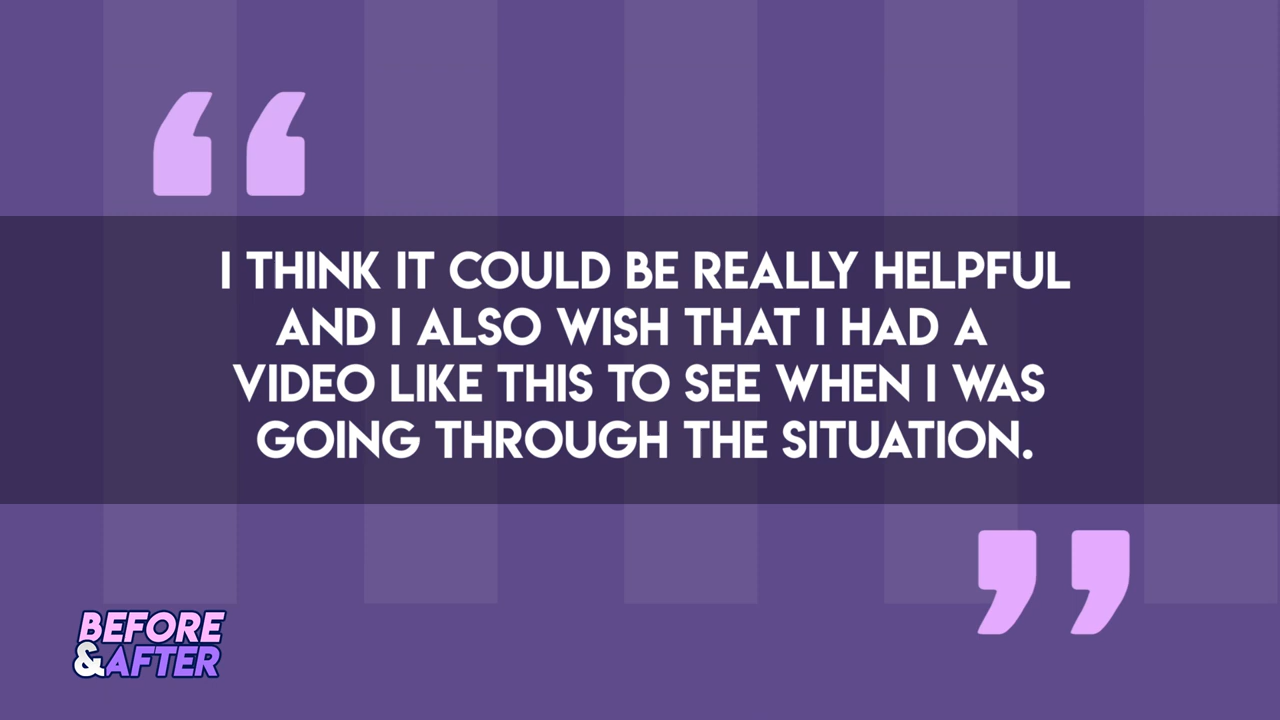 “
I THINK IT COULD BE REALLY HELPFUL
AND I ALSO WISH THAT I HAD A
VIDEO LIKE THIS TO SEE WHEN I WAS
GOING THROUGH THE SITUATION.
”
BEFORE
&AFTER